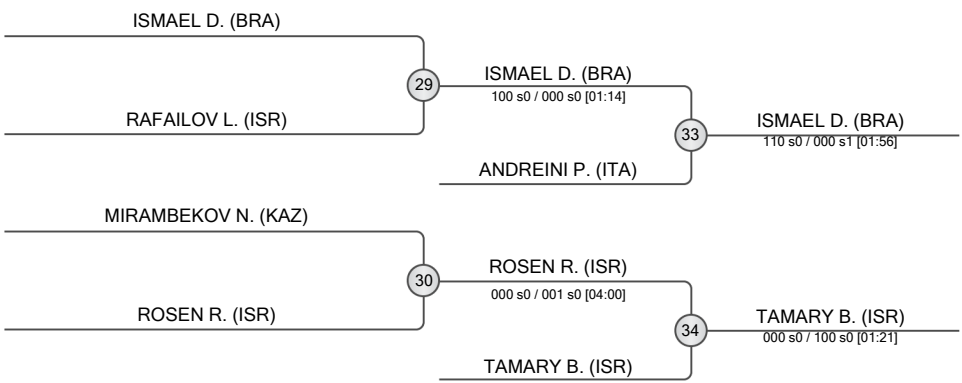 ISMAEL D. (BRA)
29
ISMAEL D. (BRA)
100 s0 / 000 s0 [01:14]
RAFAILOV L. (ISR)
33
ISMAEL D. (BRA)
110 s0 / 000 s1 [01:56]
ANDREINI P. (ITA)
MIRAMBEKOV N. (KAZ)
30
ROSEN R. (ISR)
000 s0 / 001 s0 [04:00]
ROSEN R. (ISR)
34
TAMARY B. (ISR)
000 s0 / 100 s0 [01:21]
TAMARY B. (ISR)